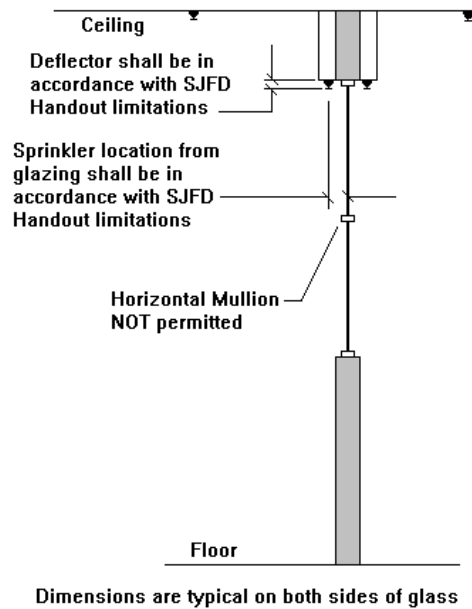 Ceiling
Deflector shall be in
accordance with SJFD
Handout limitations
Sprinkler location from
glazing shall be in
accordance with SJFD
Handout limitations
Horizontal Mullion
NOT permitted
Floor
Dimensions are typical on both sides of glass